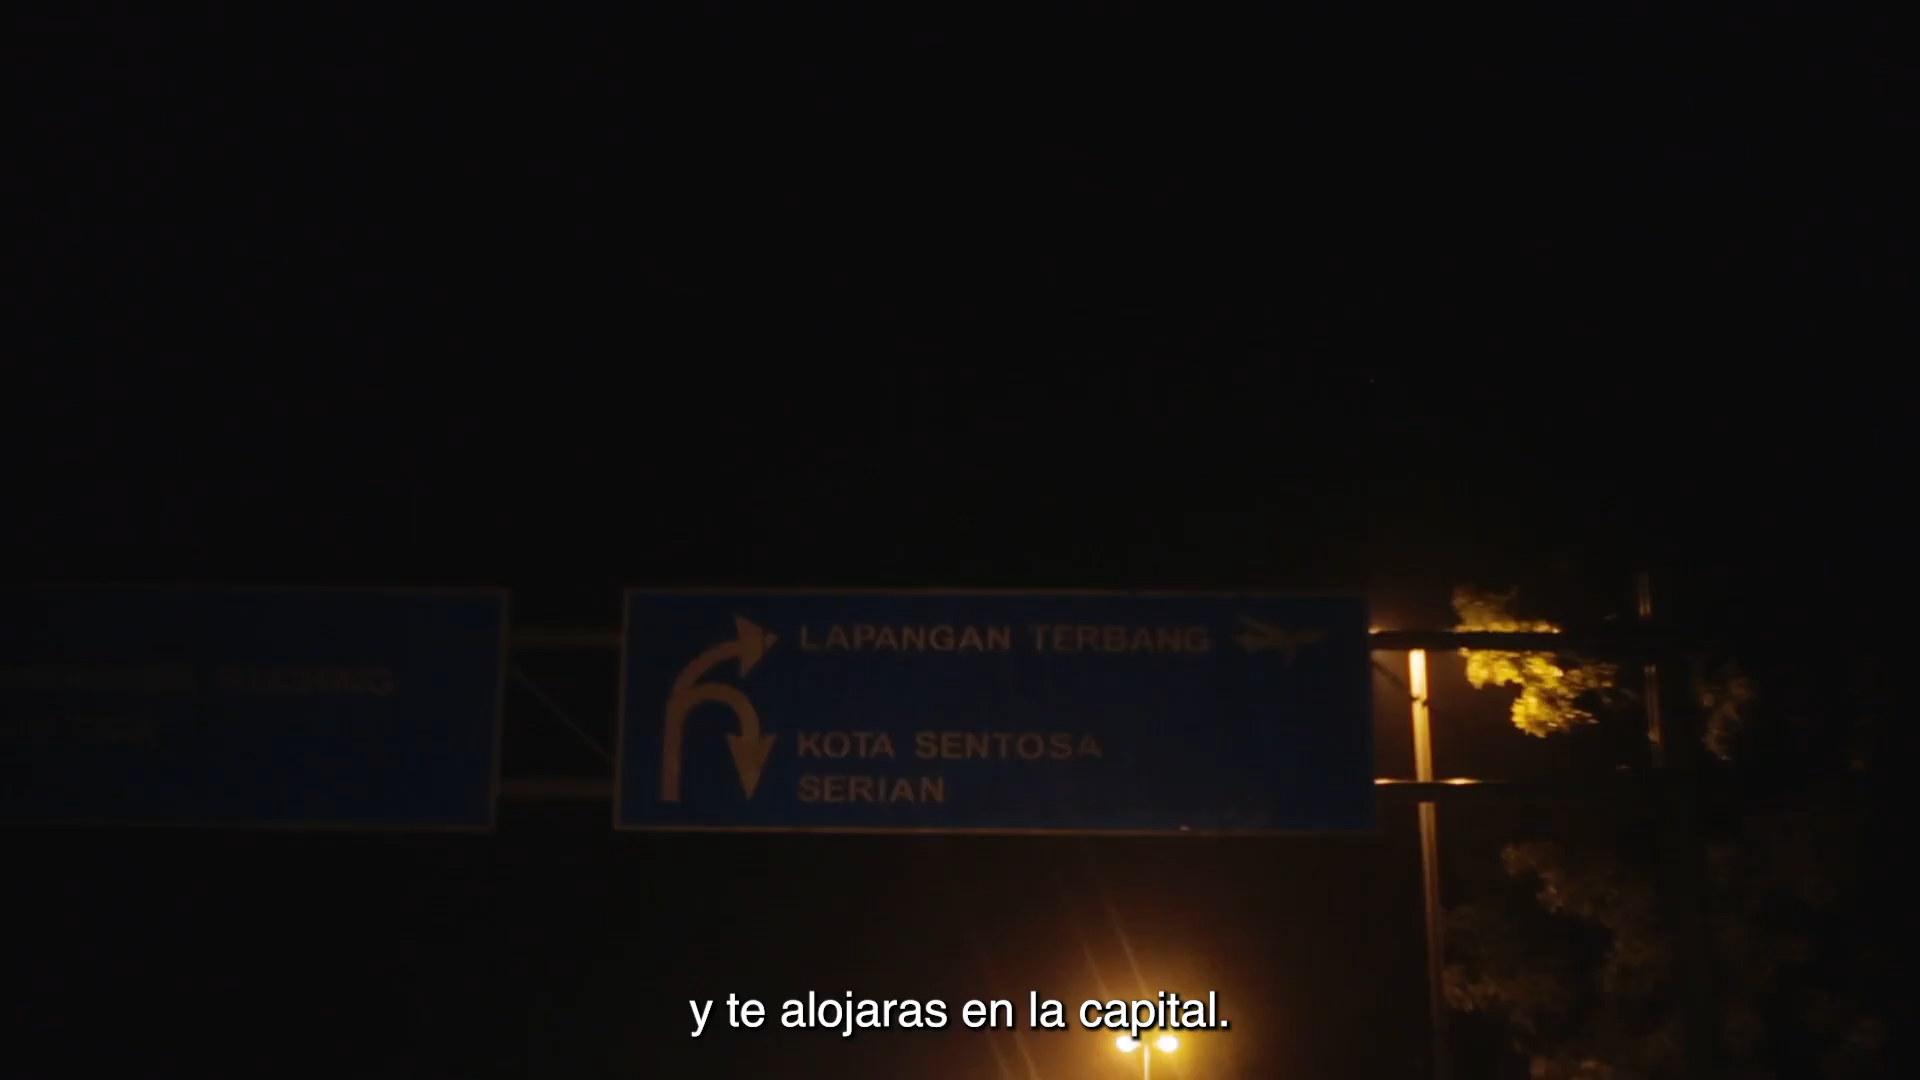 LAPANGAN TERBANG
KOTA SENTOSA
SERIAN
y te alojaras en la capital.